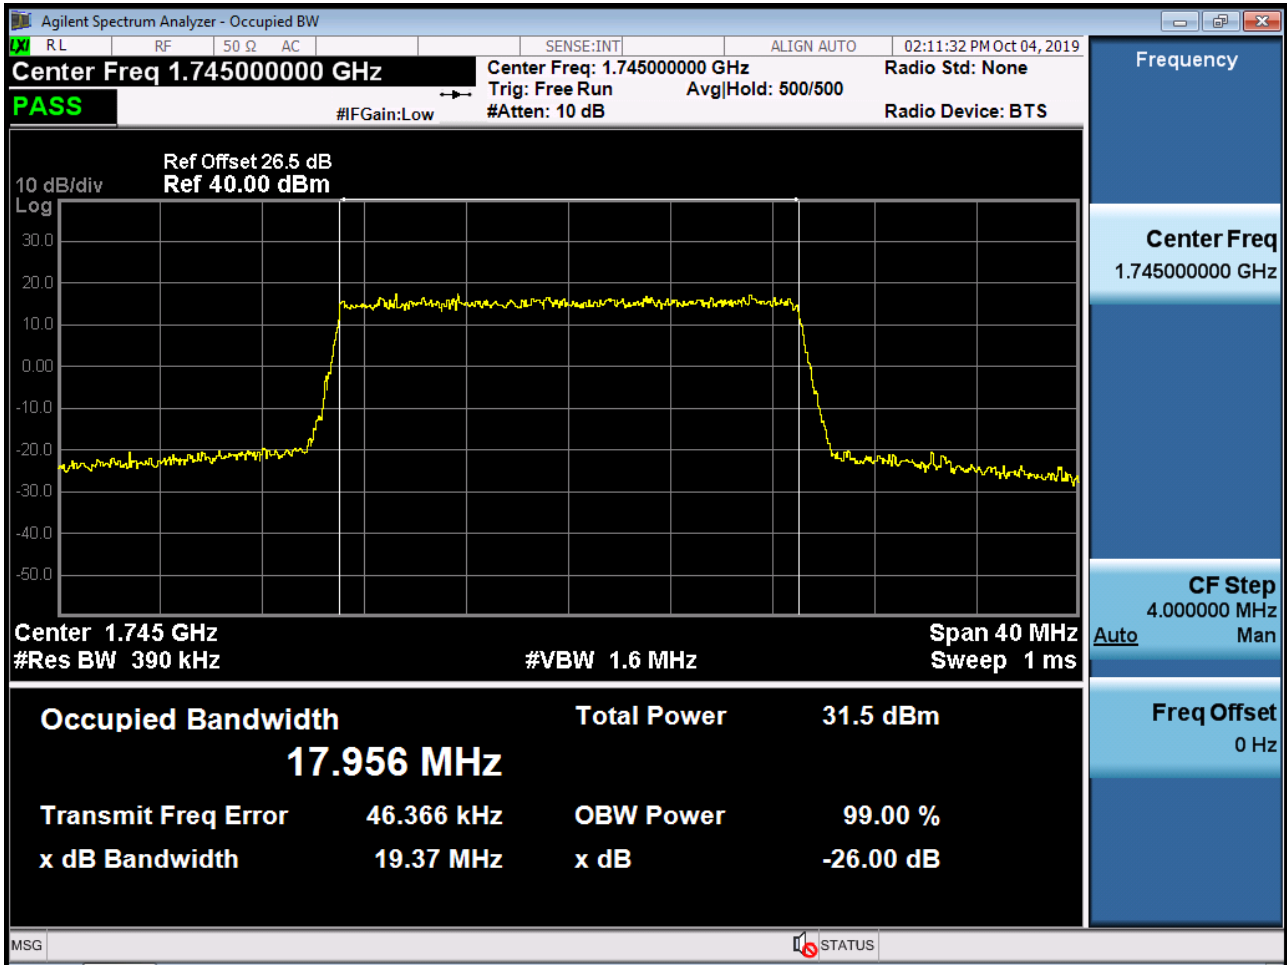 Agilent Spectrum Analyzer - Occupied BW
LXI RL RF 50 Ω AC SENSE:INT ALIGN AUTO 02:11:32 PM Oct 04, 2019
Center Freq 1.745000000 GHz
PASS
#IFGain:Low
Center Freq: 1.745000000 GHz
Trig: Free Run Avg|Hold: 500/500
#Atten: 10 dB
Radio Std: None
Radio Device: BTS
Ref Offset 26.5 dB
10 dB/div Ref 40.00 dBm
Log
30.0
20.0
10.0
0.00
-10.0
-20.0
-30.0
-40.0
-50.0
Center 1.745 GHz Span 40 MHz
#Res BW 390 kHz #VBW 1.6 MHz Sweep 1 ms
Occupied Bandwidth Total Power 31.5 dBm
17.956 MHz
Transmit Freq Error 46.366 kHz OBW Power 99.00 %
x dB Bandwidth 19.37 MHz x dB -26.00 dB
Frequency
Center Freq
1.745000000 GHz
CF Step
4.000000 MHz
Auto Man
Freq Offset
0 Hz
MSG STATUS